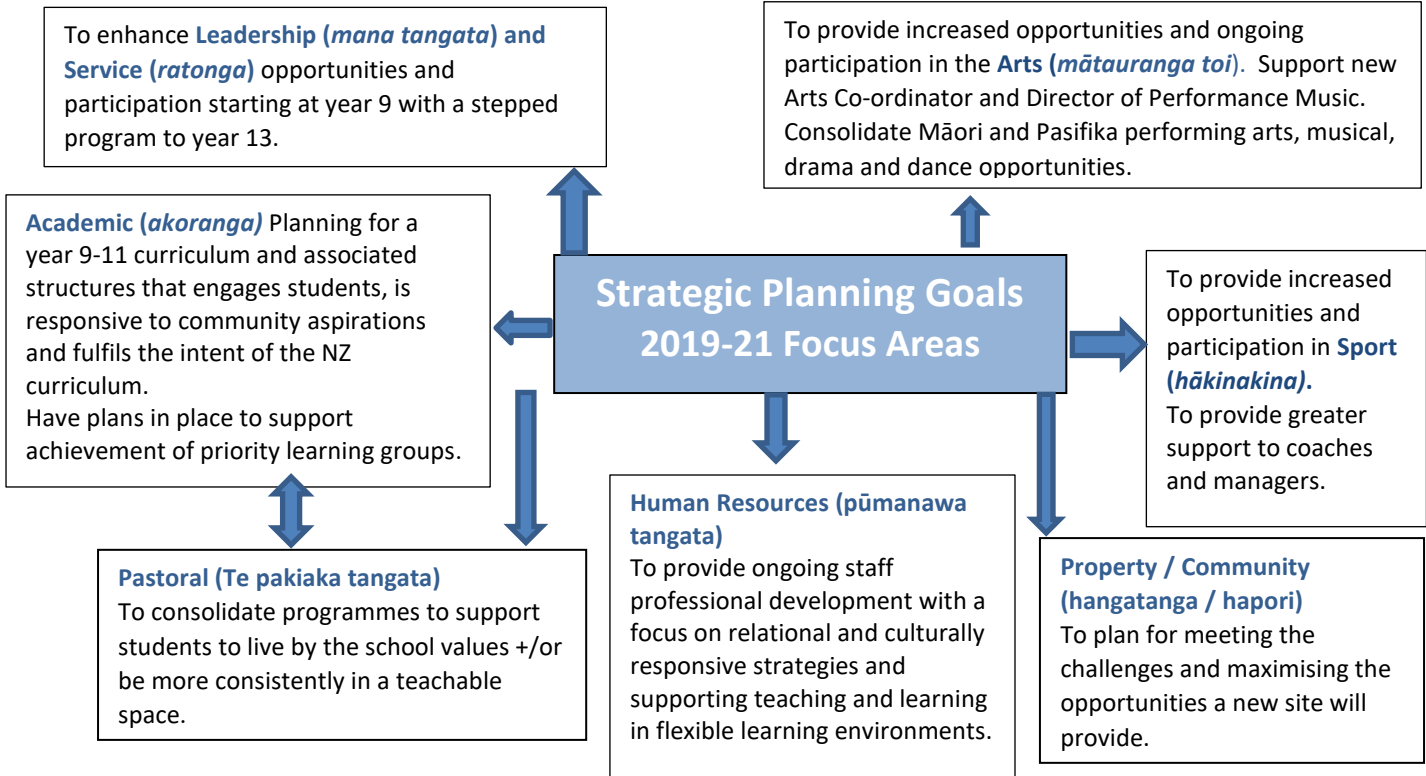 To enhance Leadership (mana tangata) and
Service (ratonga) opportunities and
participation starting at year 9 with a stepped
program to year 13.
To provide increased opportunities and ongoing
participation in the Arts (mātauranga toi).  Support new
Arts Co-ordinator and Director of Performance Music.
Consolidate Māori and Pasifika performing arts, musical,
drama and dance opportunities.
Academic (akoranga) Planning for a
year 9-11 curriculum and associated
structures that engages students, is
responsive to community aspirations
and fulfils the intent of the NZ
curriculum.
Have plans in place to support
achievement of priority learning groups.
Strategic Planning Goals
2019-21 Focus Areas
To provide increased
opportunities and
participation in Sport
(hākinakina).
To provide greater
support to coaches
and managers.
Pastoral (Te pakiaka tangata)
To consolidate programmes to support
students to live by the school values +/or
be more consistently in a teachable
space.
Human Resources (pūmanawa
tangata)
To provide ongoing staff
professional development with a
focus on relational and culturally
responsive strategies and
supporting teaching and learning
in flexible learning environments.
Property / Community
(hangatanga / hapori)
To plan for meeting the
challenges and maximising the
opportunities a new site will
provide.